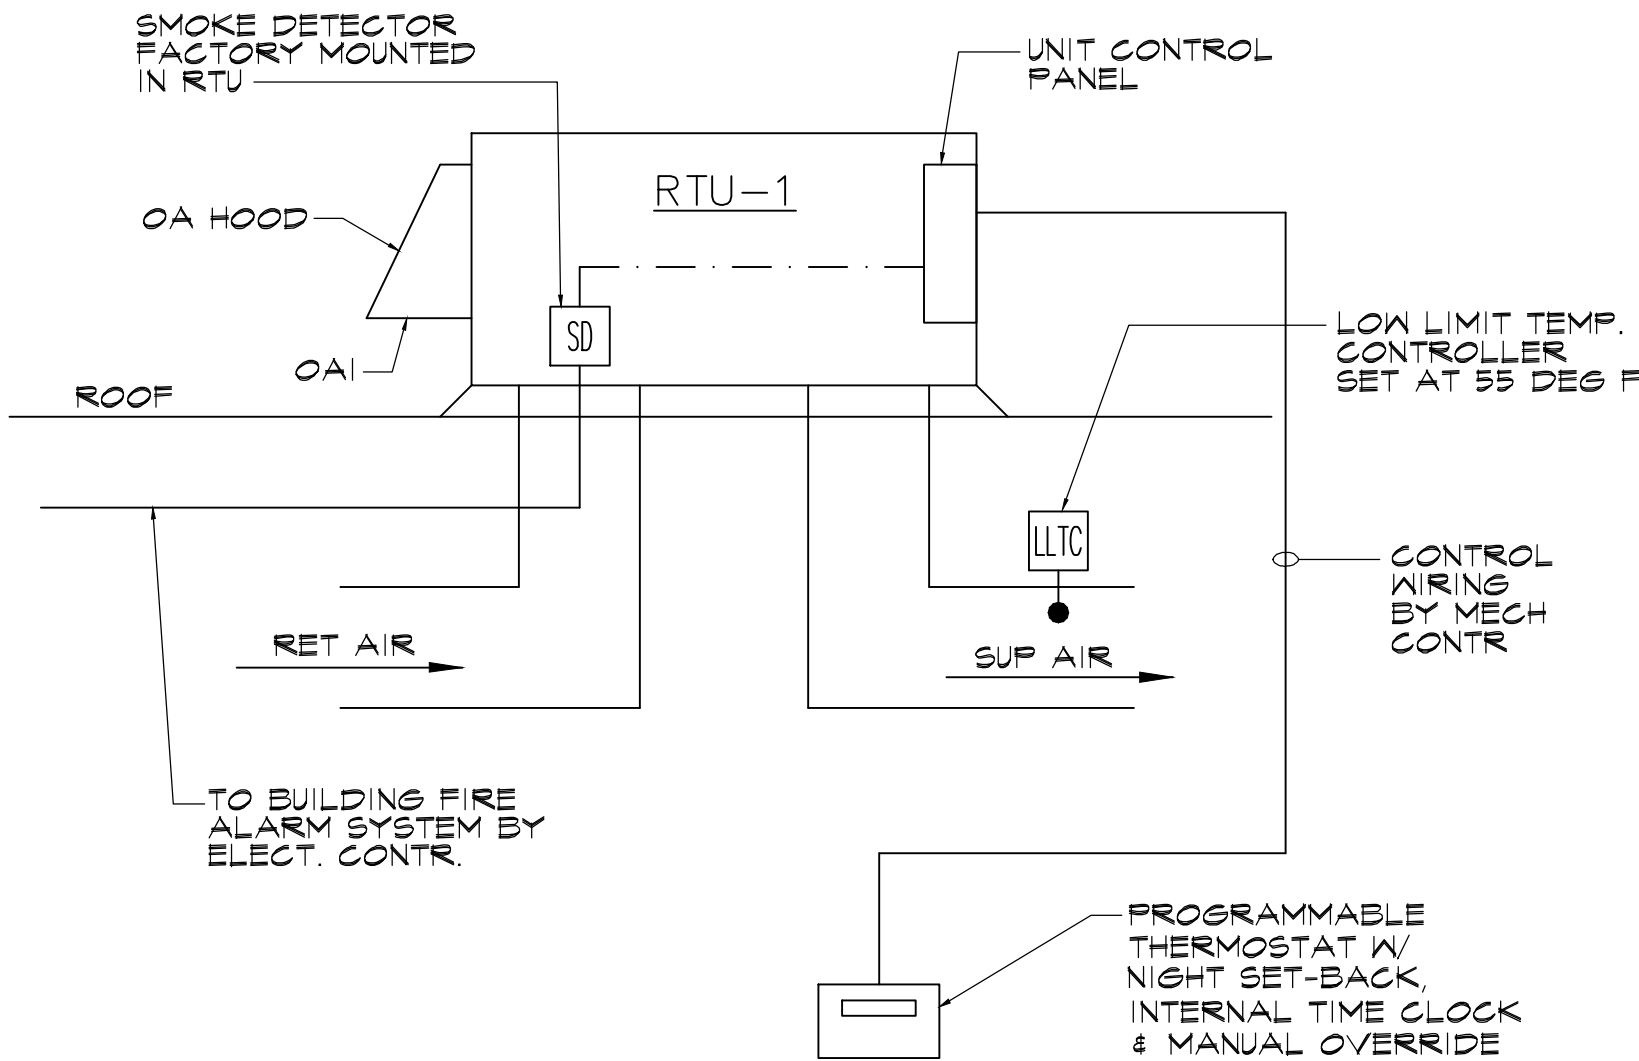 SMOKE DETECTOR
FACTORY MOUNTED
IN RTU
UNIT CONTROL
PANEL
RTU-1
OA HOOD
SD
OAI
ROOF
LOW LIMIT TEMP.
CONTROLLER
SET AT 55 DEG F
LLTC
CONTROL
WIRING
BY MECH
CONTR
RET AIR
SUP AIR
TO BUILDING FIRE
ALARM SYSTEM BY
ELECT. CONTR.
PROGRAMMABLE
THERMOSTAT W/
NIGHT SET-BACK,
INTERNAL TIME CLOCK
& MANUAL OVERRIDE